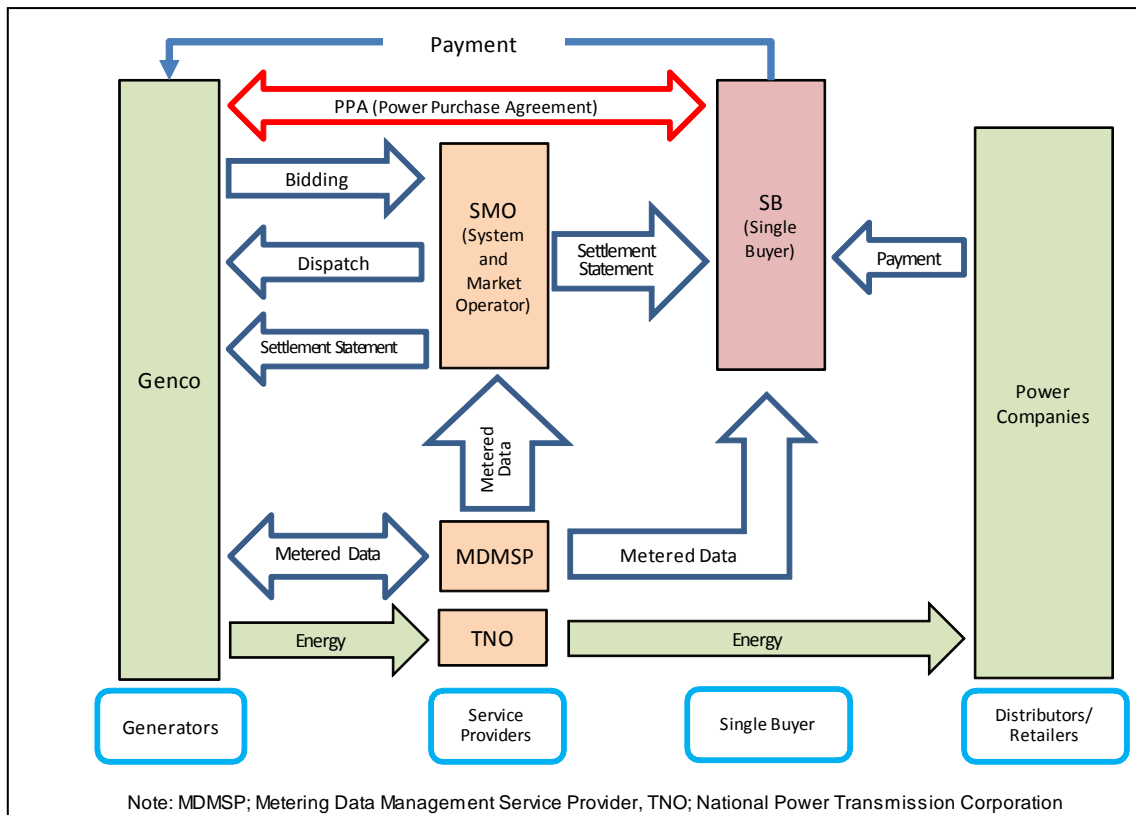 Payment
PPA (Power Purchase Agreement)
Bidding
Dispatch
Settlement Statement
Genco
SMO
(System
and
Market
Operator)
Settlement
Statement
SB
(Single
Buyer)
Payment
Power
Companies
Metered
Data
Metered Data
MDMSP
Metered Data
Energy
TNO
Energy
Generators
Service
Providers
Single Buyer
Distributors/
Retailers
Note: MDMSP; Metering Data Management Service Provider, TNO; National Power Transmission Corporation